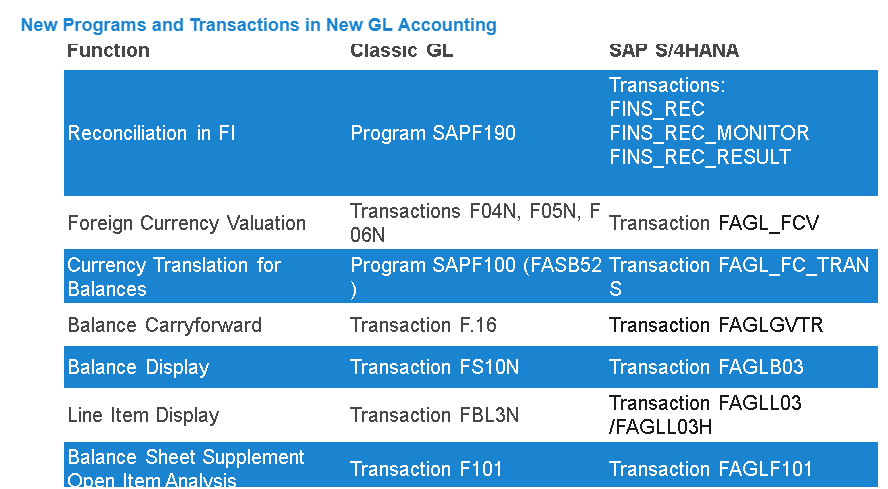 New Programs and Transactions in New GL Accounting
Function Classic GL SAP S/4HANA
Transactions:
FINS_REC
Reconciliation in FI Program SAPF190 FINS_REC_MONITOR
FINS_REC_RESULT
Foreign Currency Valuation Transactions F04N, F05N, F
06N Transaction FAGL_FCV
Currency Translation for Program SAPF100 (FASB52 Transaction FAGL_FC_TRAN
Balances ) S
Balance Carryforward Transaction F.16 Transaction FAGLGVTR
Balance Display Transaction FS10N Transaction FAGLB03
Line Item Display Transaction FBL3N Transaction FAGLL03
/FAGLL03H
Balance Sheet Supplement
Open Item Analysis Transaction F101 Transaction FAGLF101